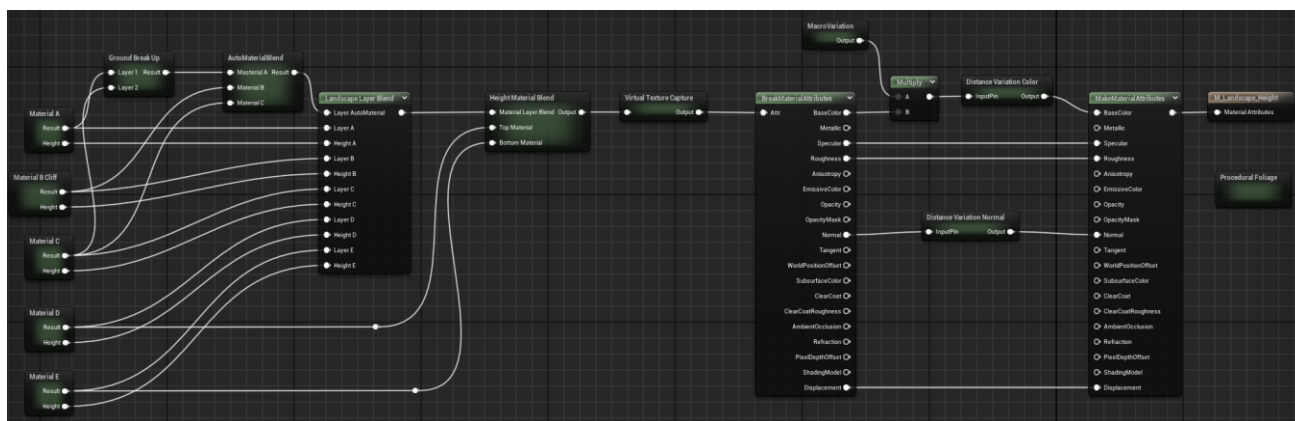 MacroVariation
Output
Ground Break Up
Layer 1 Result
Layer 2
AutoMaterialBlend
Masterial A Result
Material B
Material C
Material A
Result
Height
Material B Cliff
Result
Height
Material C
Result
Height
Material D
Result
Height
Material E
Result
Height
Landscape Layer Blend
Layer AutoMaterial
Layer A
Height A
Layer B
Height B
Layer C
Height C
Layer D
Height D
Layer E
Height E
Height Material Blend
Material Layer Blend Output
Top Material
Bottom Material
Virtual Texture Capture
Output
BreakMaterialAttributes
Attr BaseColor
Metallic
Specular
Roughness
Anisotropy
EmissiveColor
Opacity
OpacityMask
Normal
Tangent
WorldPositionOffset
SubsurfaceColor
ClearCoat
ClearCoatRoughness
AmbientOcclusion
Refraction
PixelDepthOffset
ShadingModel
Displacement
Multiply
A
B
Distance Variation Color
InputPin Output
Distance Variation Normal
InputPin Output
MakeMaterialAttributes
BaseColor
Metallic
Specular
Roughness
Anisotropy
EmissiveColor
Opacity
OpacityMask
Normal
Tangent
WorldPositionOffset
SubsurfaceColor
ClearCoat
ClearCoatRoughness
AmbientOcclusion
Refraction
PixelDepthOffset
ShadingModel
Displacement
M_Landscape_Height
Material Attributes
Procedural Foliage